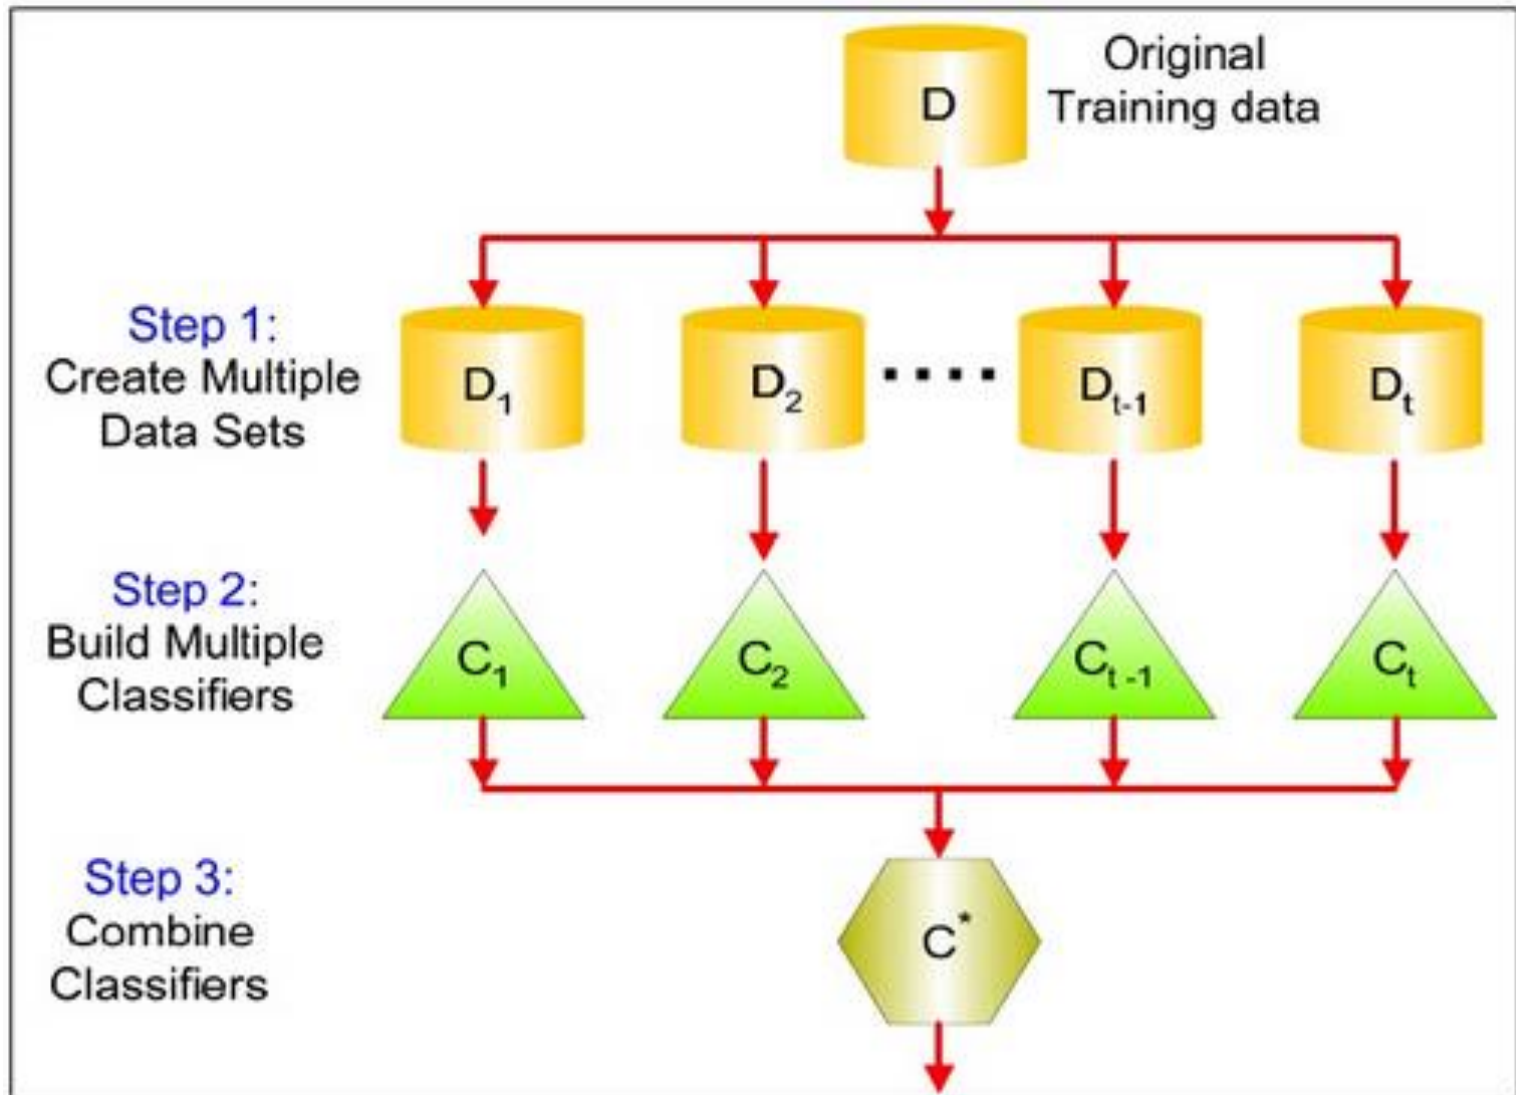 D
Original
Training data
Step 1:
Create Multiple
Data Sets
D₁
D₂
....
Dₜ₋₁
Dₜ
Step 2:
Build Multiple
Classifiers
C₁
C₂
Cₜ₋₁
Cₜ
Step 3:
Combine
Classifiers
C*